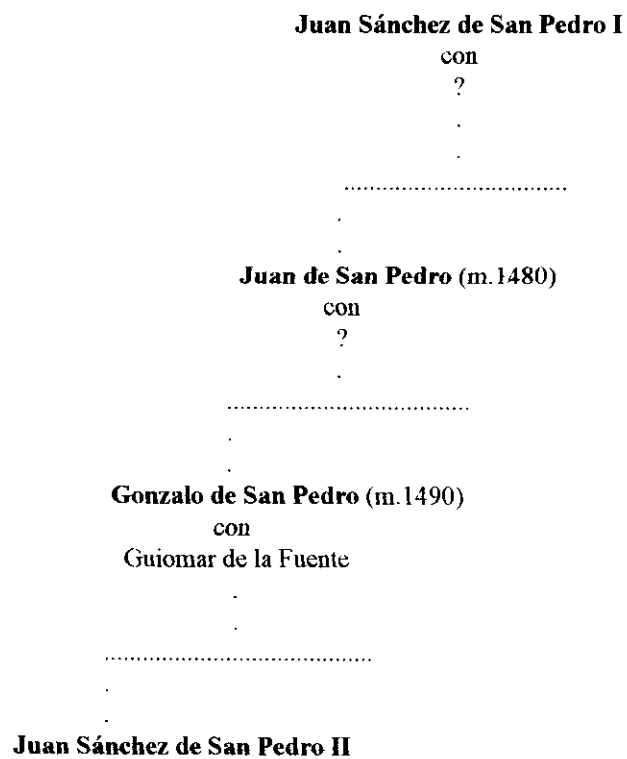 Juan Sánchez de San Pedro I
con
?
Juan de San Pedro (m.1480)
con
?
Gonzalo de San Pedro (m.1490)
con
Guiomar de la Fuente
Juan Sánchez de San Pedro II